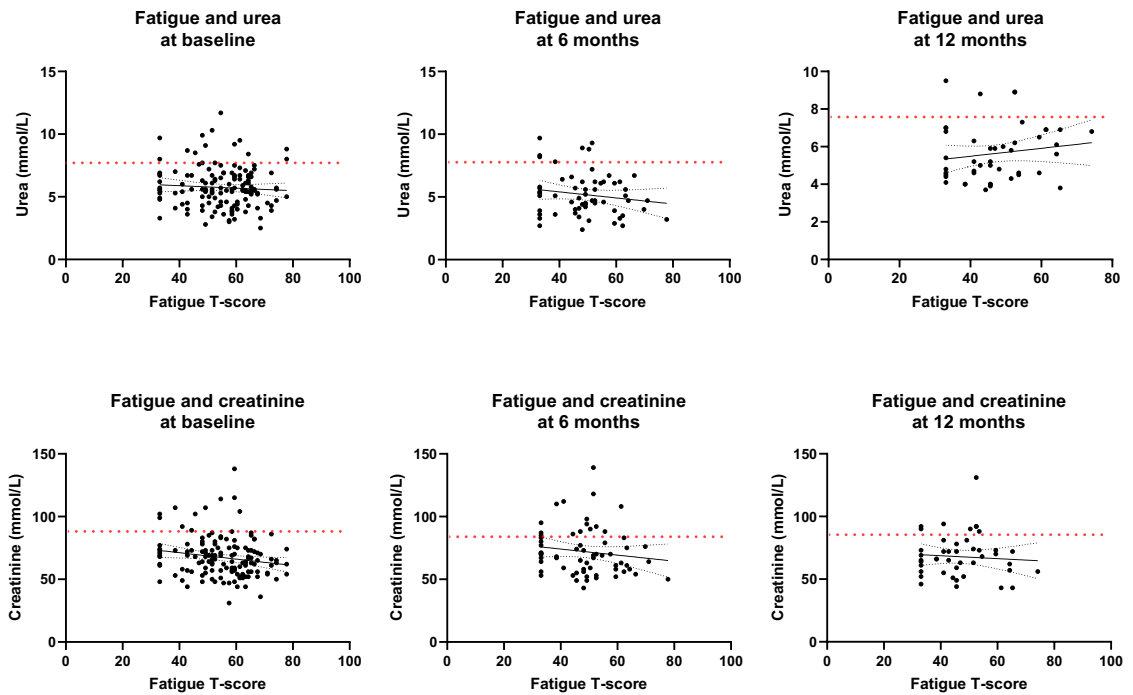 Fatigue and urea
at baseline
Fatigue and urea
at 6 months
Fatigue and urea
at 12 months
15
10
5
0
Urea (mmol/L)
0 20 40 60 80 100
Fatigue T-score
15
10
5
0
Urea (mmol/L)
0 20 40 60 80 100
Fatigue T-score
10
8
6
4
2
0
Urea (mmol/L)
0 20 40 60 80
Fatigue T-score
Fatigue and creatinine
at baseline
Fatigue and creatinine
at 6 months
Fatigue and creatinine
at 12 months
150
100
50
0
Creatinine (mmol/L)
0 20 40 60 80 100
Fatigue T-score
150
100
50
0
Creatinine (mmol/L)
0 20 40 60 80 100
Fatigue T-score
150
100
50
0
Creatinine (mmol/L)
0 20 40 60 80 100
Fatigue T-score